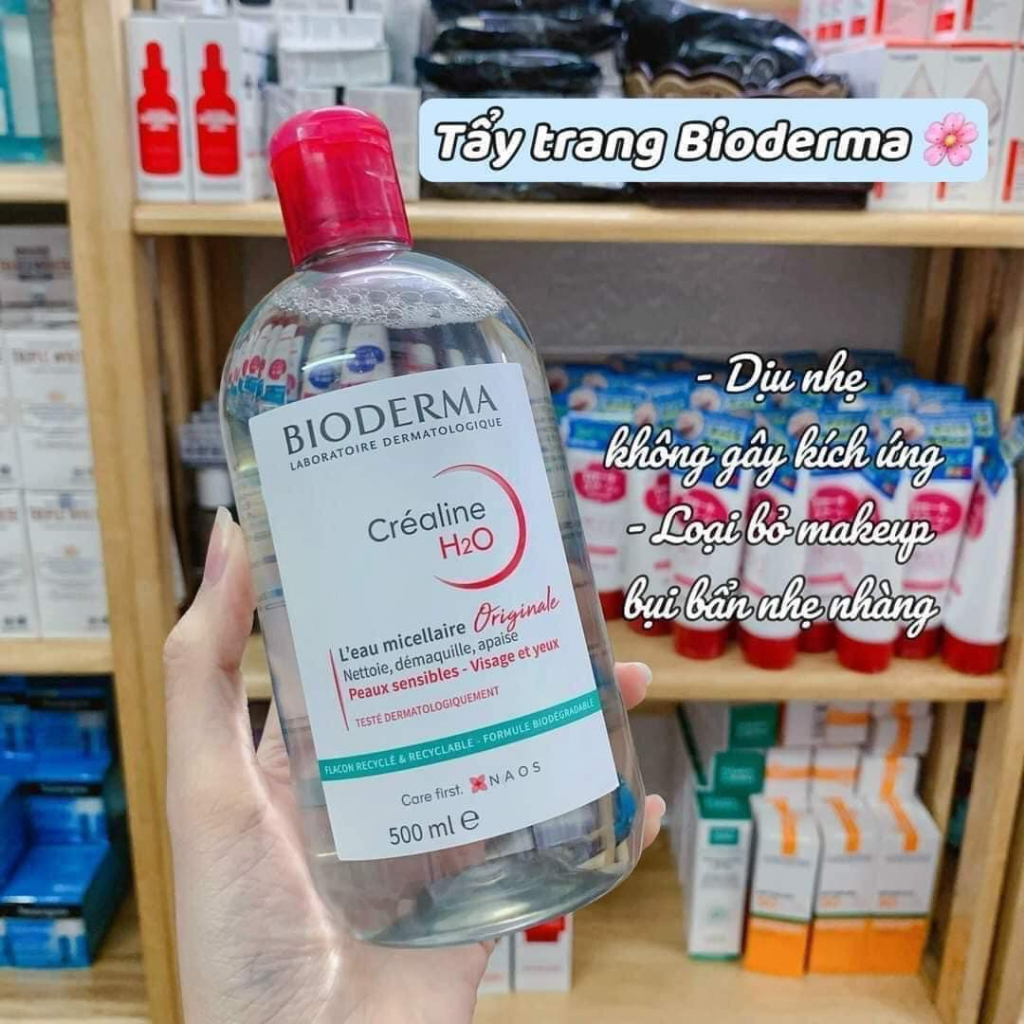 Tẩy trang Bioderma
- Dịu nhẹ
không gây kích ứng
- Loại bỏ makeup
bụi bẩn nhẹ nhàng
BIODERMA
LABORATOIRE DERMATOLOGIQUE
Créaline
H2O
L'eau micellaire Originale
Nettoie, démaquille, apaise
Peaux sensibles - Visage et yeux
TESTÉ DERMATOLOGIQUEMENT
FLACON RECYCLÉ & RECYCLABLE - FORMULE BIODÉGRADABLE
Care first. NAOS
500 ml e